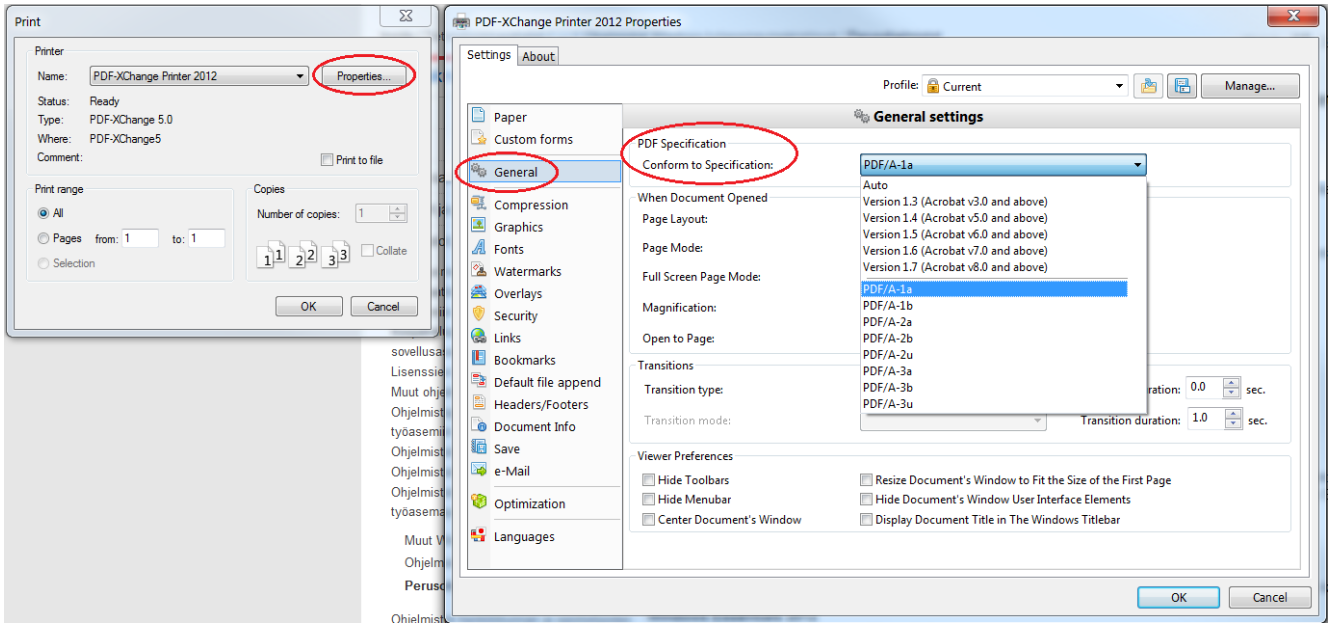 Print
Printer
Name: PDF-XChange Printer 2012 Properties...
Status: Ready
Type: PDF-XChange 5.0
Where: PDF-XChange5
Comment: Print to file
Print range
All
Pages from: 1 to: 1
Selection
Copies
Number of copies: 1
1 1 2 2 3 3 Collate
OK Cancel
sovellusa
Lisenssie
Muut ohje
Ohjelmist
työasemii
Ohjelmist
Ohjelmist
Ohjelmist
työasema
Muut
Ohjelm
Peruso
Ohjelmist
PDF-XChange Printer 2012 Properties
Settings About
Profile: Current Manage...
Paper
Custom forms
General
Compression
Graphics
Fonts
Watermarks
Overlays
Security
Links
Bookmarks
Default file append
Headers/Footers
Document Info
Save
e-Mail
Optimization
Languages
General settings
PDF Specification
Conform to Specification: PDF/A-1a
Auto
Version 1.3 (Acrobat v3.0 and above)
Version 1.4 (Acrobat v5.0 and above)
Version 1.5 (Acrobat v6.0 and above)
Version 1.6 (Acrobat v7.0 and above)
Version 1.7 (Acrobat v8.0 and above)
PDF/A-1a
PDF/A-1b
PDF/A-2a
PDF/A-2b
PDF/A-2u
PDF/A-3a
PDF/A-3b
PDF/A-3u
When Document Opened
Page Layout:
Page Mode:
Full Screen Page Mode:
Magnification:
Open to Page:
Transitions
Transition type: ration: 0.0 sec.
Transition mode: Transition duration: 1.0 sec.
Viewer Preferences
Hide Toolbars Resize Document's Window to Fit the Size of the First Page
Hide Menubar Hide Document's Window User Interface Elements
Center Document's Window Display Document Title in The Windows Titlebar
OK Cancel